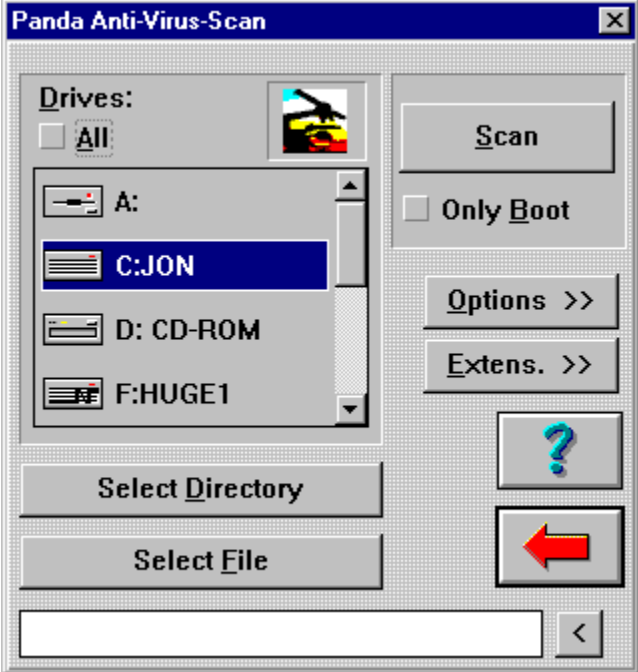 Panda Anti-Virus-Scan
Drives:
All
A:
C:JON
D: CD-ROM
F:HUGE1
Scan
Only Boot
Options >>
Extens. >>
?
Select Directory
Select File
<